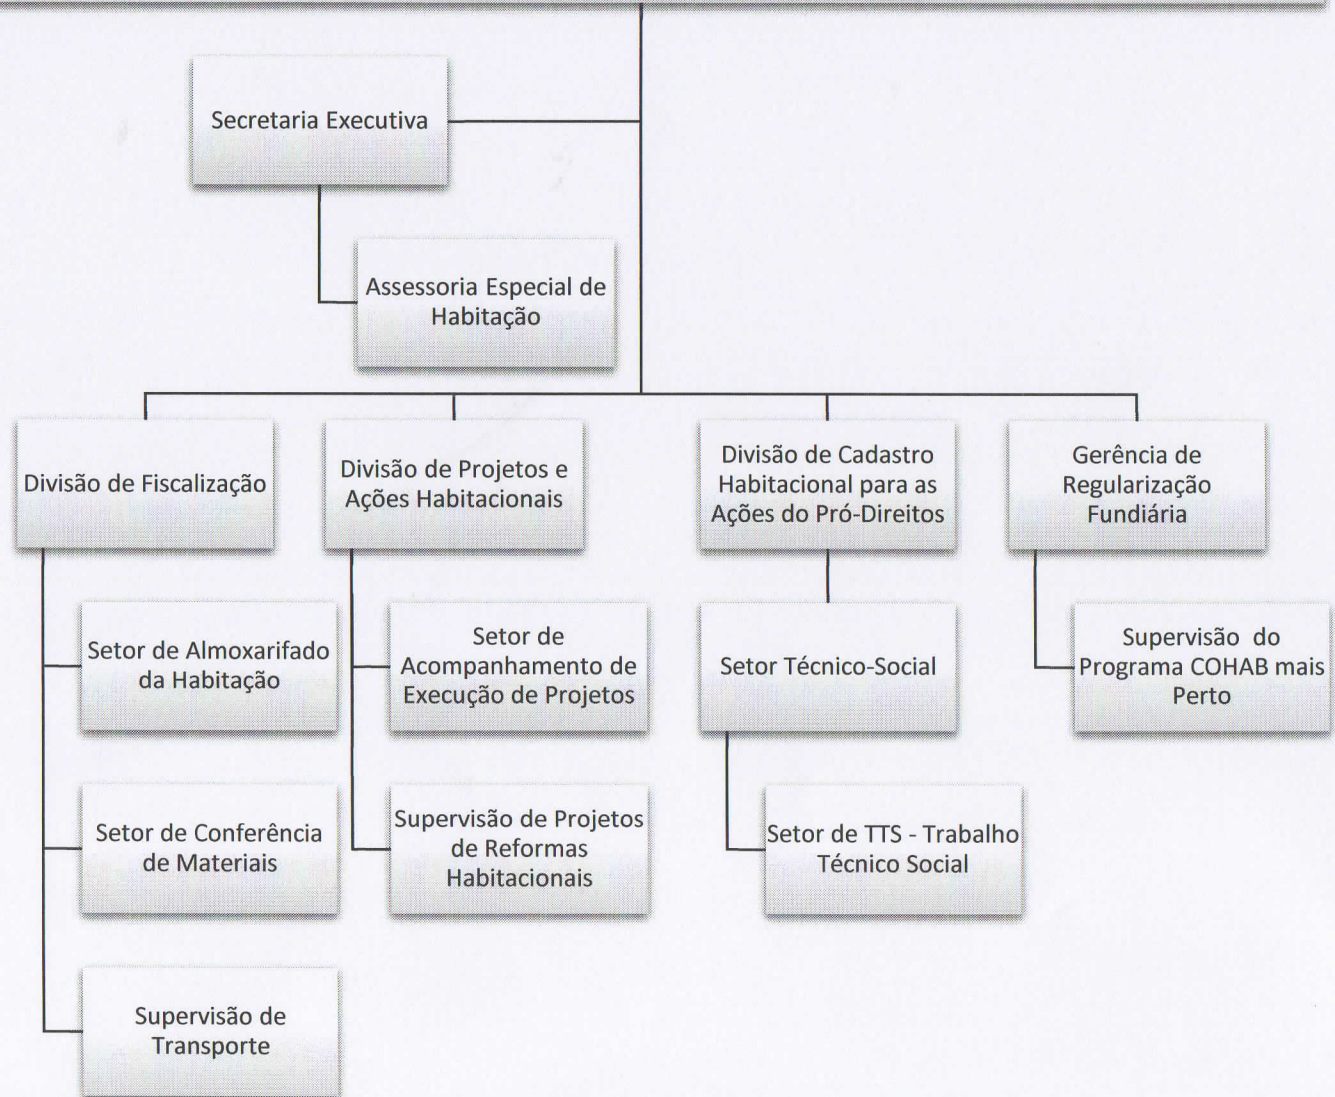 Secretaria Executiva
Assessoria Especial de
Habitação
Divisão de Fiscalização
Divisão de Projetos e
Ações Habitacionais
Divisão de Cadastro
Habitacional para as
Ações do Pró-Direitos
Gerência de
Regularização
Fundiária
Setor de Almoxarifado
da Habitação
Setor de
Acompanhamento de
Execução de Projetos
Setor Técnico-Social
Supervisão do
Programa COHAB mais
Perto
Setor de Conferência
de Materiais
Supervisão de Projetos
de Reformas
Habitacionais
Setor de TTS - Trabalho
Técnico Social
Supervisão de
Transporte